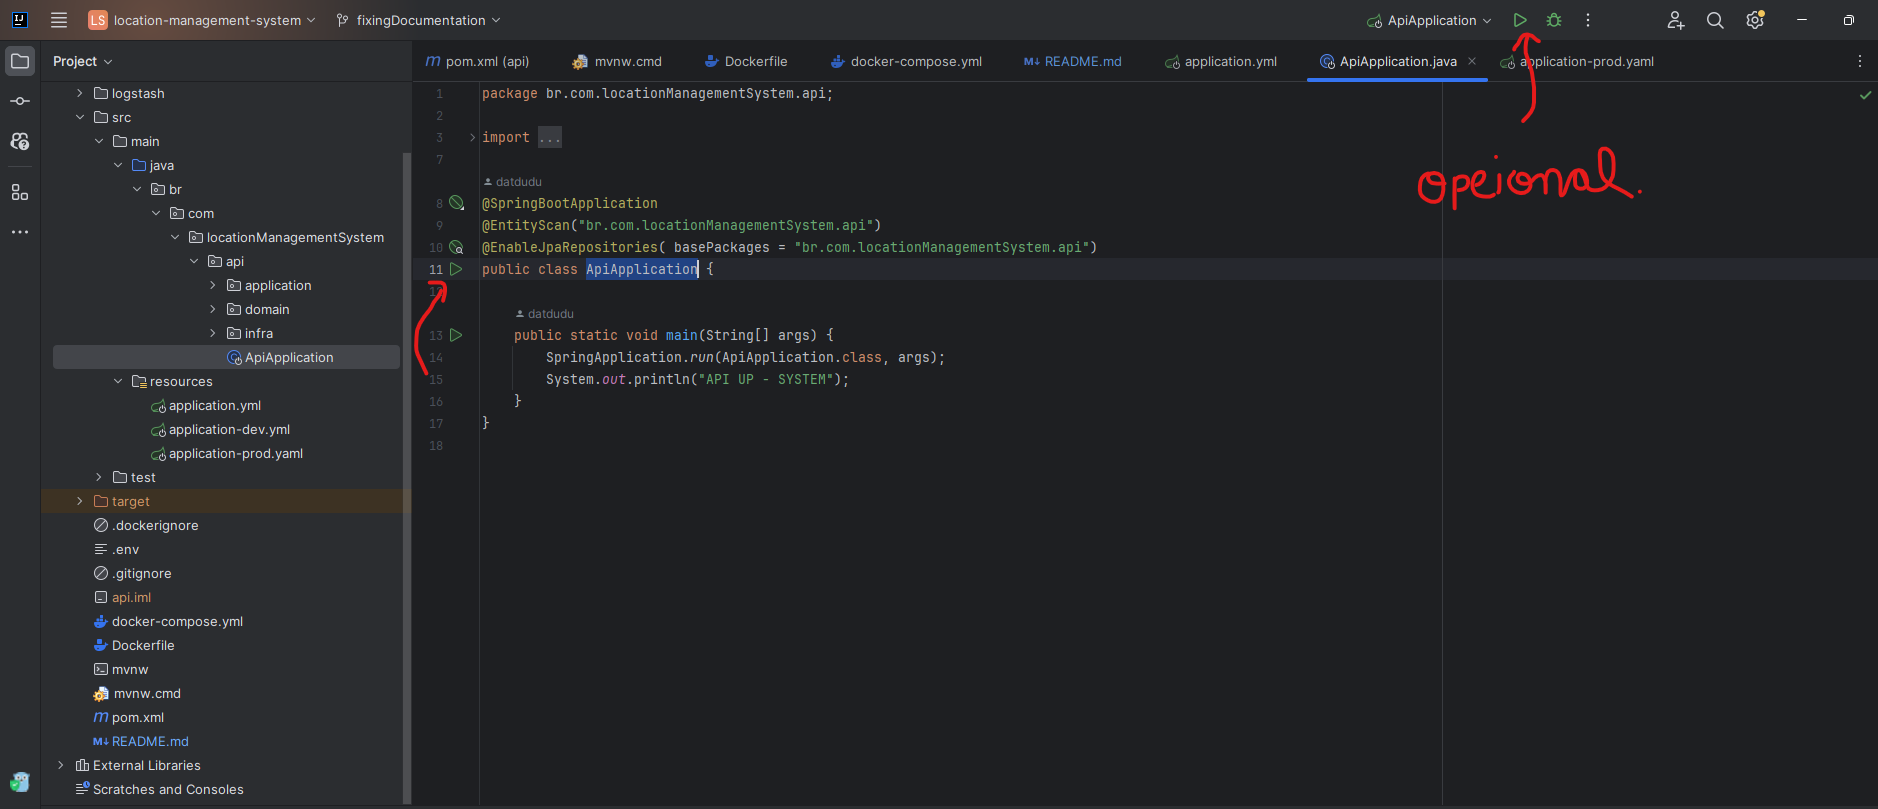 LS location-management-system fixingDocumentation ApiApplication
Project
pom.xml (api) mvnw.cmd Dockerfile docker-compose.yml README.md application.yml ApiApplication.java application-prod.yaml
logstash
src
main
java
br
com
locationManagementSystem
api
application
domain
infra
ApiApplication
resources
application.yml
application-dev.yml
application-prod.yaml
test
target
.dockerignore
.env
.gitignore
api.iml
docker-compose.yml
Dockerfile
mvnw
mvnw.cmd
pom.xml
README.md
External Libraries
Scratches and Consoles
1 package br.com.locationManagementSystem.api;
2
3 import ...
7
datdudu
8 @SpringBootApplication
9 @EntityScan("br.com.locationManagementSystem.api")
10 @EnableJpaRepositories( basePackages = "br.com.locationManagementSystem.api")
11 public class ApiApplication {
12
datdudu
13 public static void main(String[] args) {
14 SpringApplication.run(ApiApplication.class, args);
15 System.out.println("API UP - SYSTEM");
16 }
17 }
18
opcional.